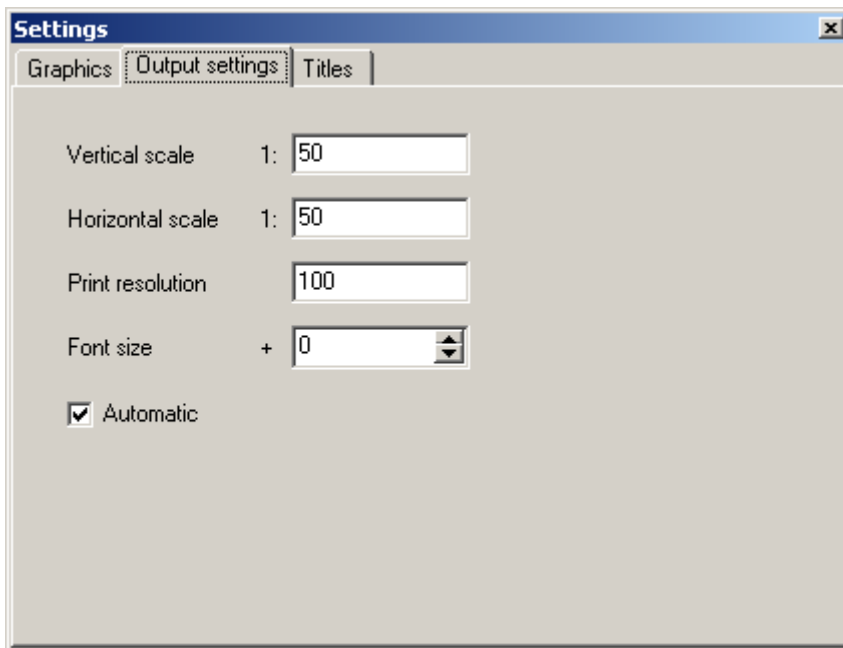 Settings
Graphics Output settings Titles
Vertical scale 1: 50
Horizontal scale 1: 50
Print resolution 100
Font size + 0
Automatic